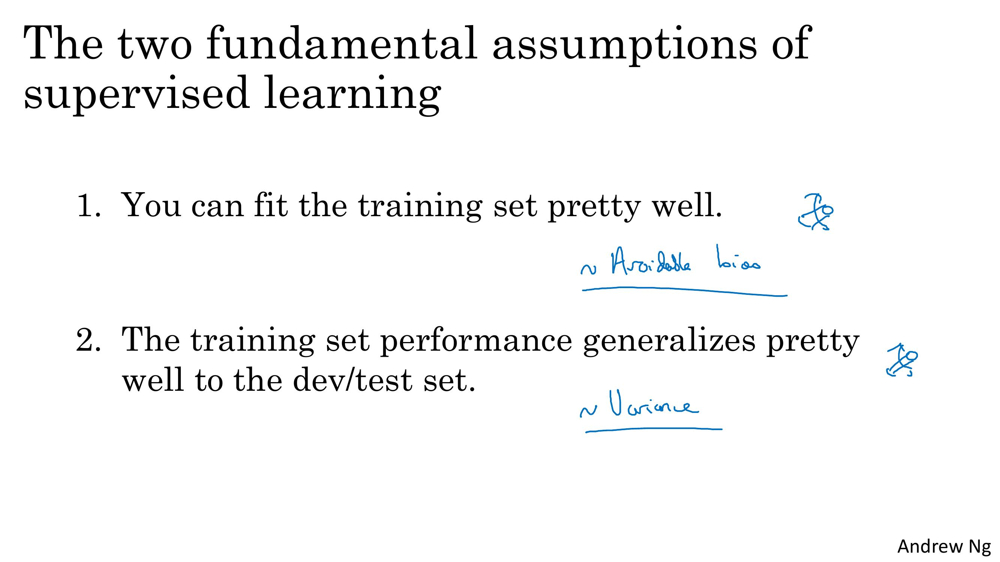 The two fundamental assumptions of
supervised learning
1. You can fit the training set pretty well.
~ Avoidable bias
2. The training set performance generalizes pretty
well to the dev/test set.
~ Variance
Andrew Ng